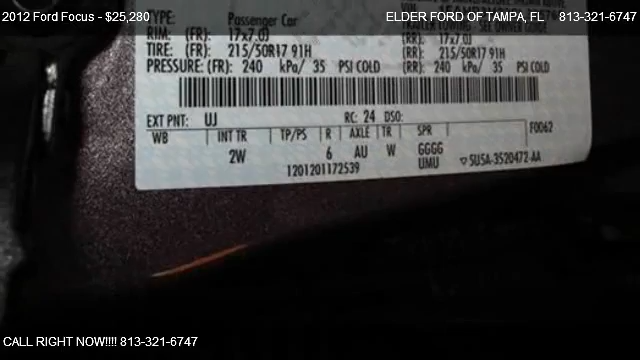 2012 Ford Focus - $25,280
ELDER FORD OF TAMPA, FL 813-321-6747
TYPE: Passenger Car
RIM: (FR): 17x7.0J (RR): 17x7.0J
TIRE: (FR): 215/50R17 91H (RR): 215/50R17 91H
PRESSURE: (FR): 240 kPa/ 35 PSI COLD (RR): 240 kPa/ 35 PSI COLD
EXT PNT: UJ RC: 24 DSO:
WB INT TR TP/PS R AXLE TR SPR F0062
2W 6 AU W GGGG
UMU
1201201172539 ▽ 5U5A-3520472-AA
CALL RIGHT NOW!!!! 813-321-6747